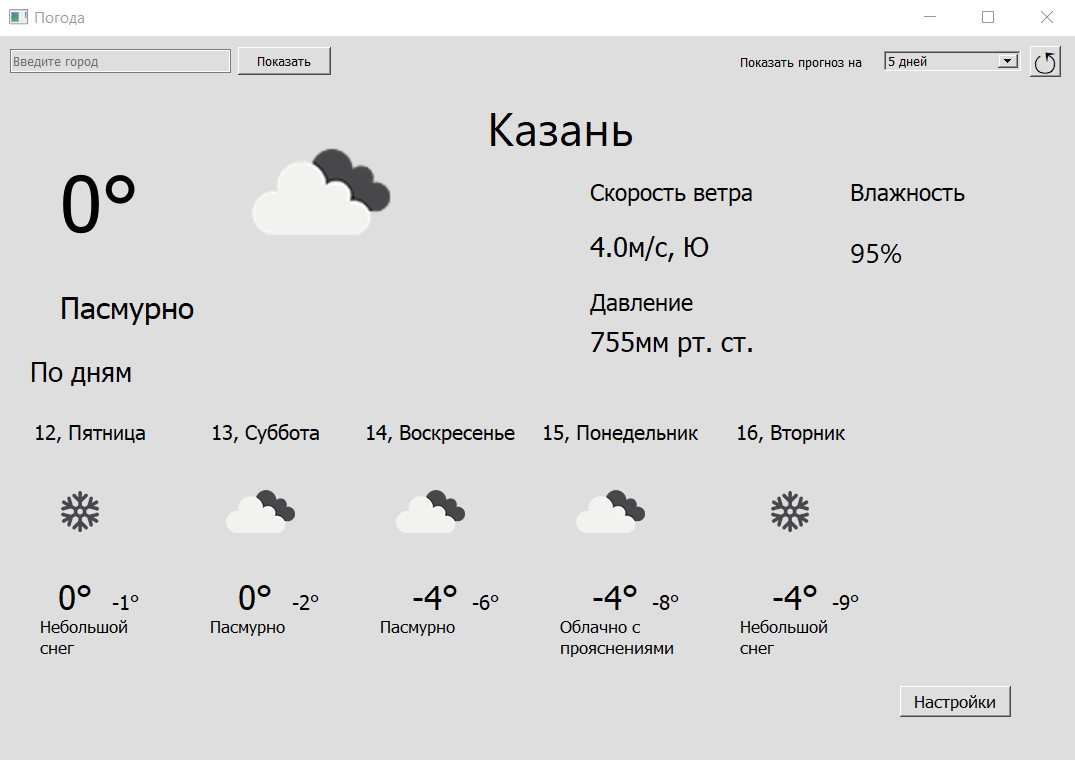 Погода
Введите город
Показать
Показать прогноз на
5 дней
Казань
0°
Скорость ветра
Влажность
4.0м/с, Ю
95%
Пасмурно
Давление
755мм рт. ст.
По дням
12, Пятница
13, Суббота
14, Воскресенье
15, Понедельник
16, Вторник
0° -1°
0° -2°
-4° -6°
-4° -8°
-4° -9°
Небольшой
снег
Пасмурно
Пасмурно
Облачно с
прояснениями
Небольшой
снег
Настройки